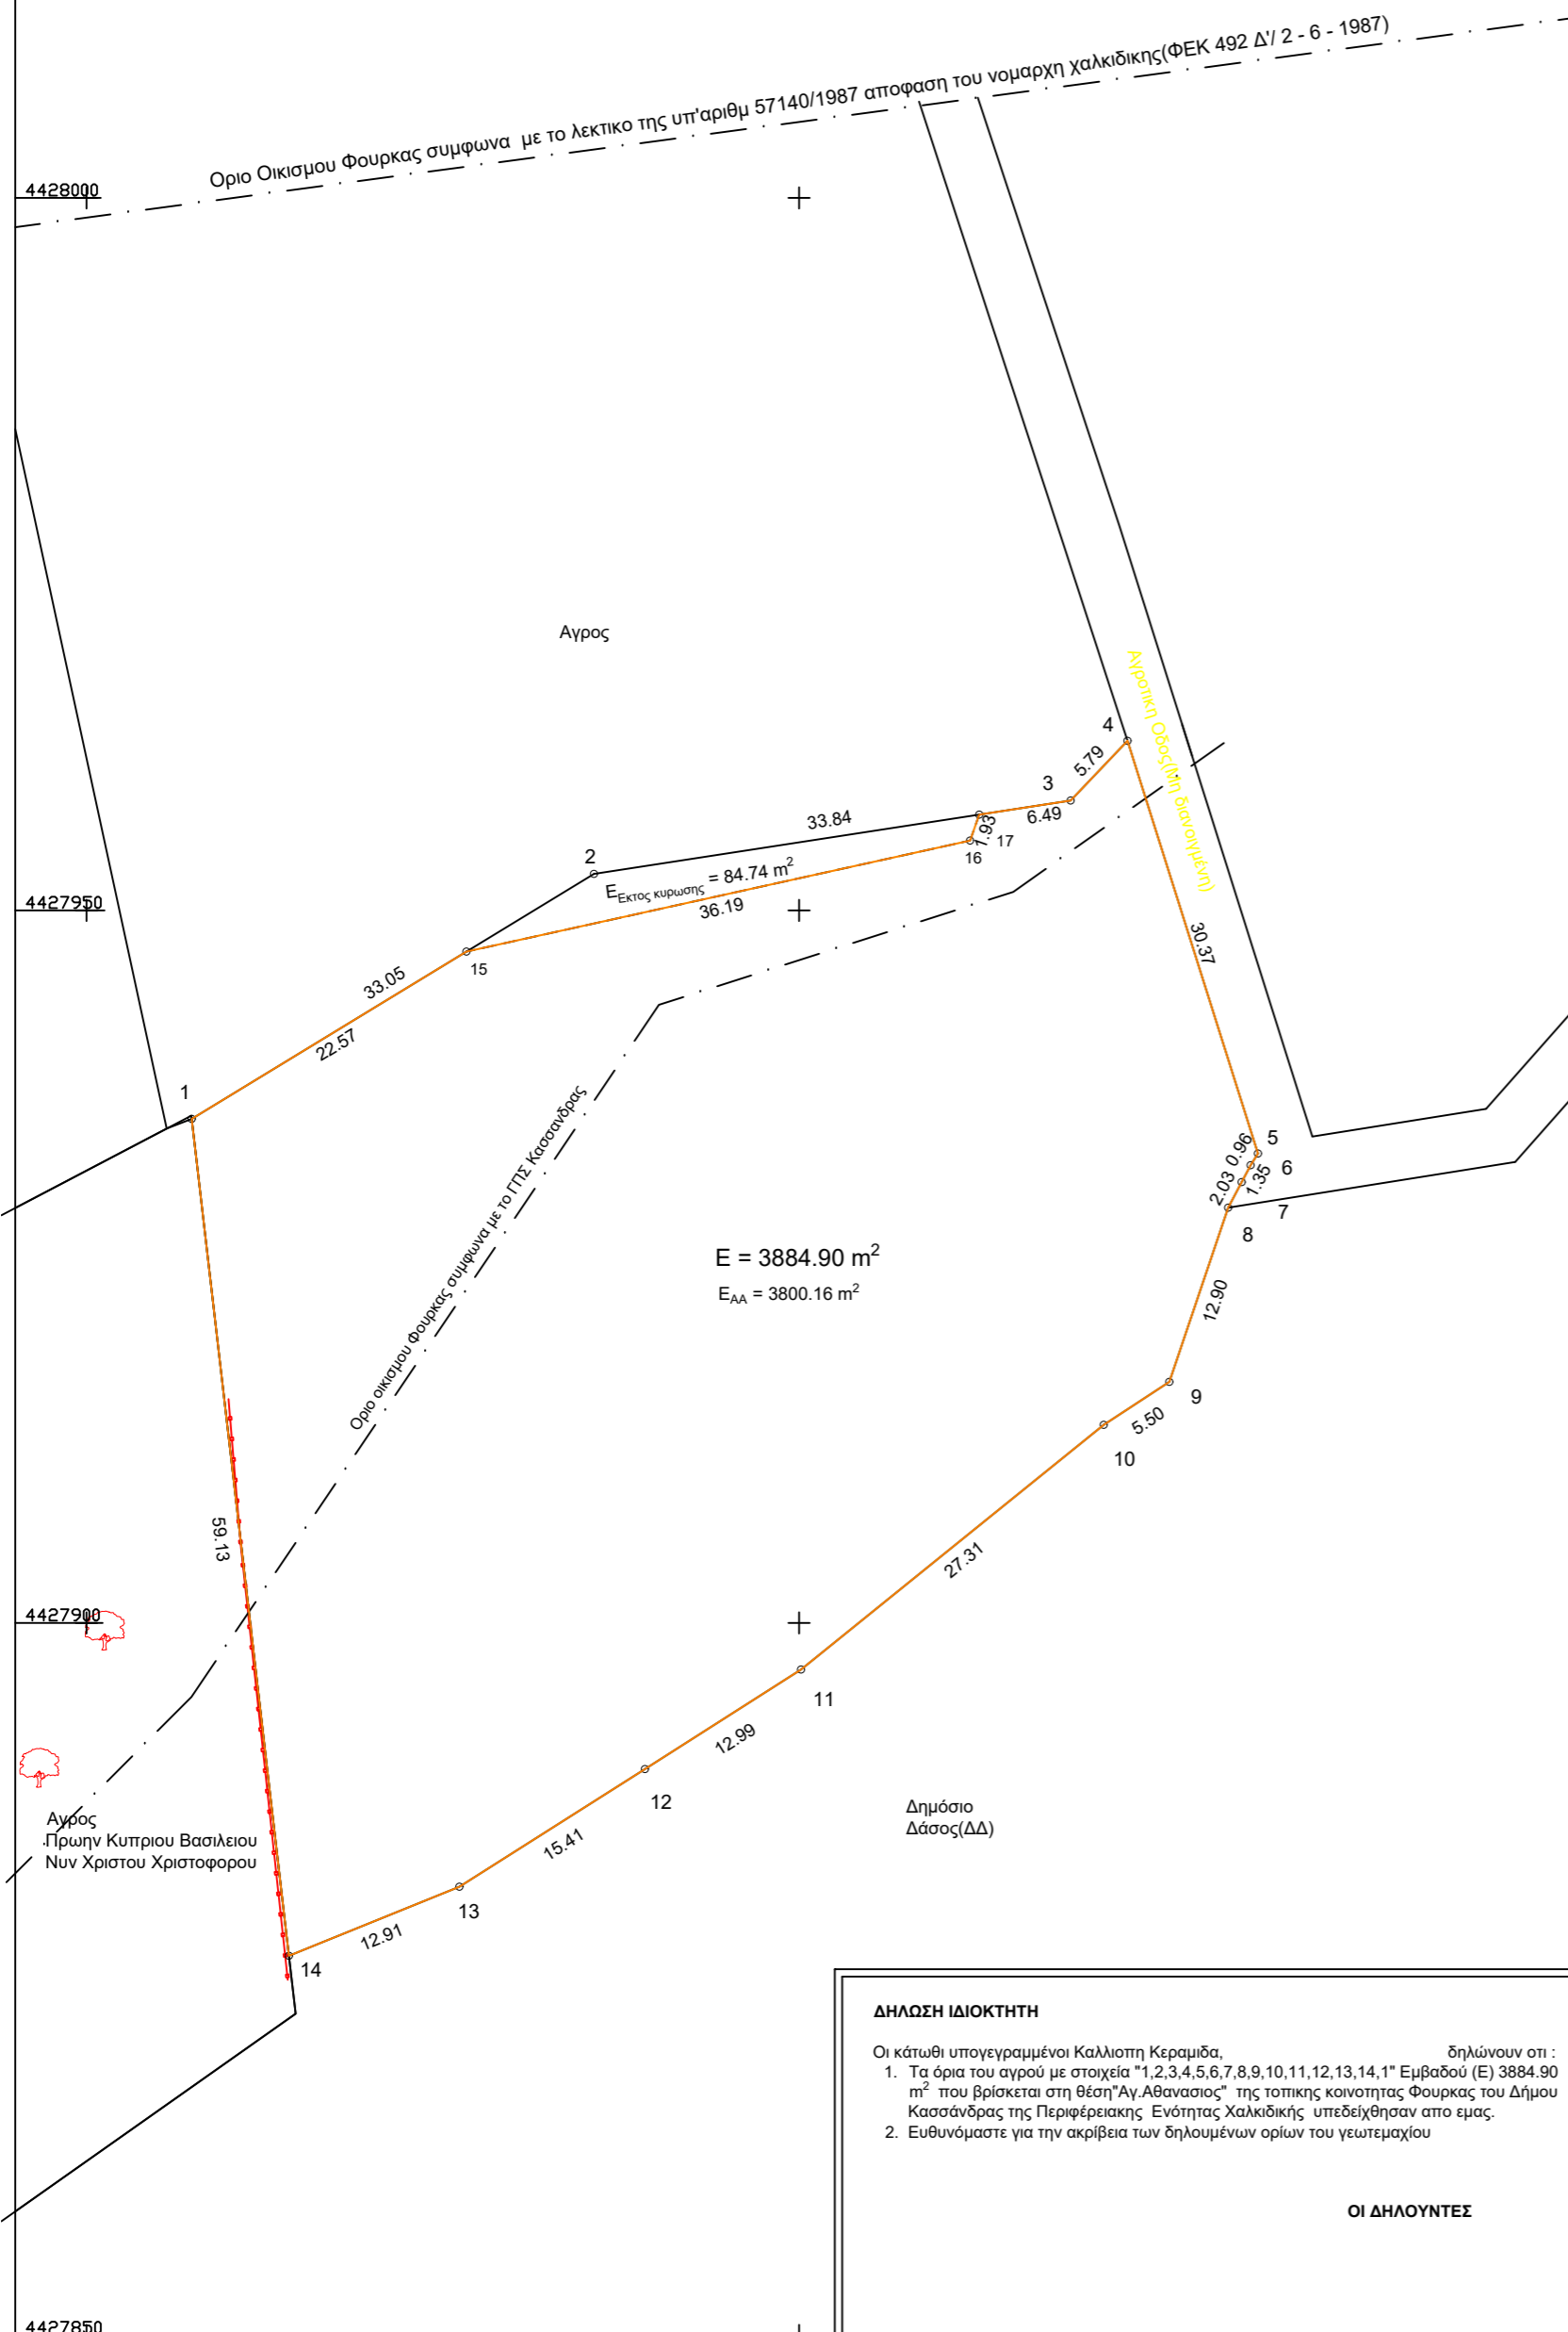 Οριο Οικισμου Φουρκας συμφωνα με το λεκτικο της υπ'αριθμ 57140/1987 αποφαση του νομαρχη χαλκιδικης(ΦΕΚ 492 Δ'/ 2 - 6 - 1987)
4428000
Αγρος
Αγροτικη Οδος(Μη διανοιγμένη)
4
5.79
3
6.49
33.84
1.93
17
16
2
E Εκτος κυρωσης = 84.74 m²
36.19
4427950
15
30.37
33.05
22.57
1
Οριο οικισμου Φουρκας συμφωνα με το ΓΠΣ Κασσανδρας
5
0.96
6
1.35
2.03
7
8
E = 3884.90 m²
E AA = 3800.16 m²
12.90
9
5.50
10
59.13
27.31
4427900
11
12.99
12
Αγρος
Πρωην Κυπριου Βασιλειου
Νυν Χριστου Χριστοφορου
Δημόσιο
Δάσος(ΔΔ)
15.41
13
12.91
14
ΔΗΛΩΣΗ ΙΔΙΟΚΤΗΤΗ
Οι κάτωθι υπογεγραμμένοι Καλλιοπη Κεραμιδα, δηλώνουν οτι :
1. Τα όρια του αγρού με στοιχεία "1,2,3,4,5,6,7,8,9,10,11,12,13,14,1" Εμβαδού (Ε) 3884.90
m² που βρίσκεται στη θέση"Αγ.Αθανασιος" της τοπικης κοινοτητας Φουρκας του Δήμου
Κασσάνδρας της Περιφέρειακης Ενότητας Χαλκιδικής υπεδείχθησαν απο εμας.
2. Ευθυνόμαστε για την ακρίβεια των δηλουμένων ορίων του γεωτεμαχίου
ΟΙ ΔΗΛΟΥΝΤΕΣ
4427850